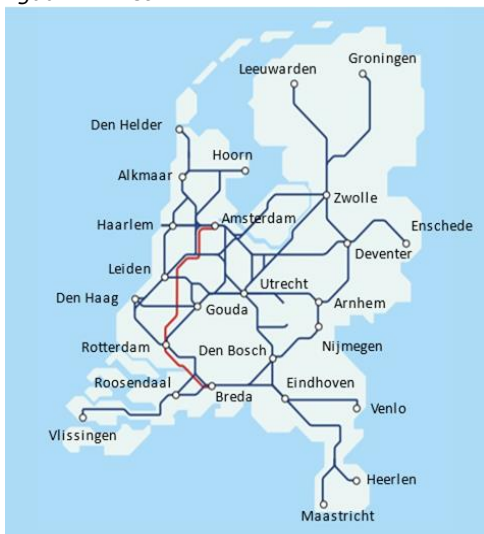 Groningen
Leeuwarden
Den Helder
Hoorn
Alkmaar
Zwolle
Haarlem
Amsterdam
Enschede
Deventer
Leiden
Utrecht
Den Haag
Gouda
Arnhem
Rotterdam
Den Bosch
Nijmegen
Roosendaal
Eindhoven
Breda
Venlo
Vlissingen
Heerlen
Maastricht